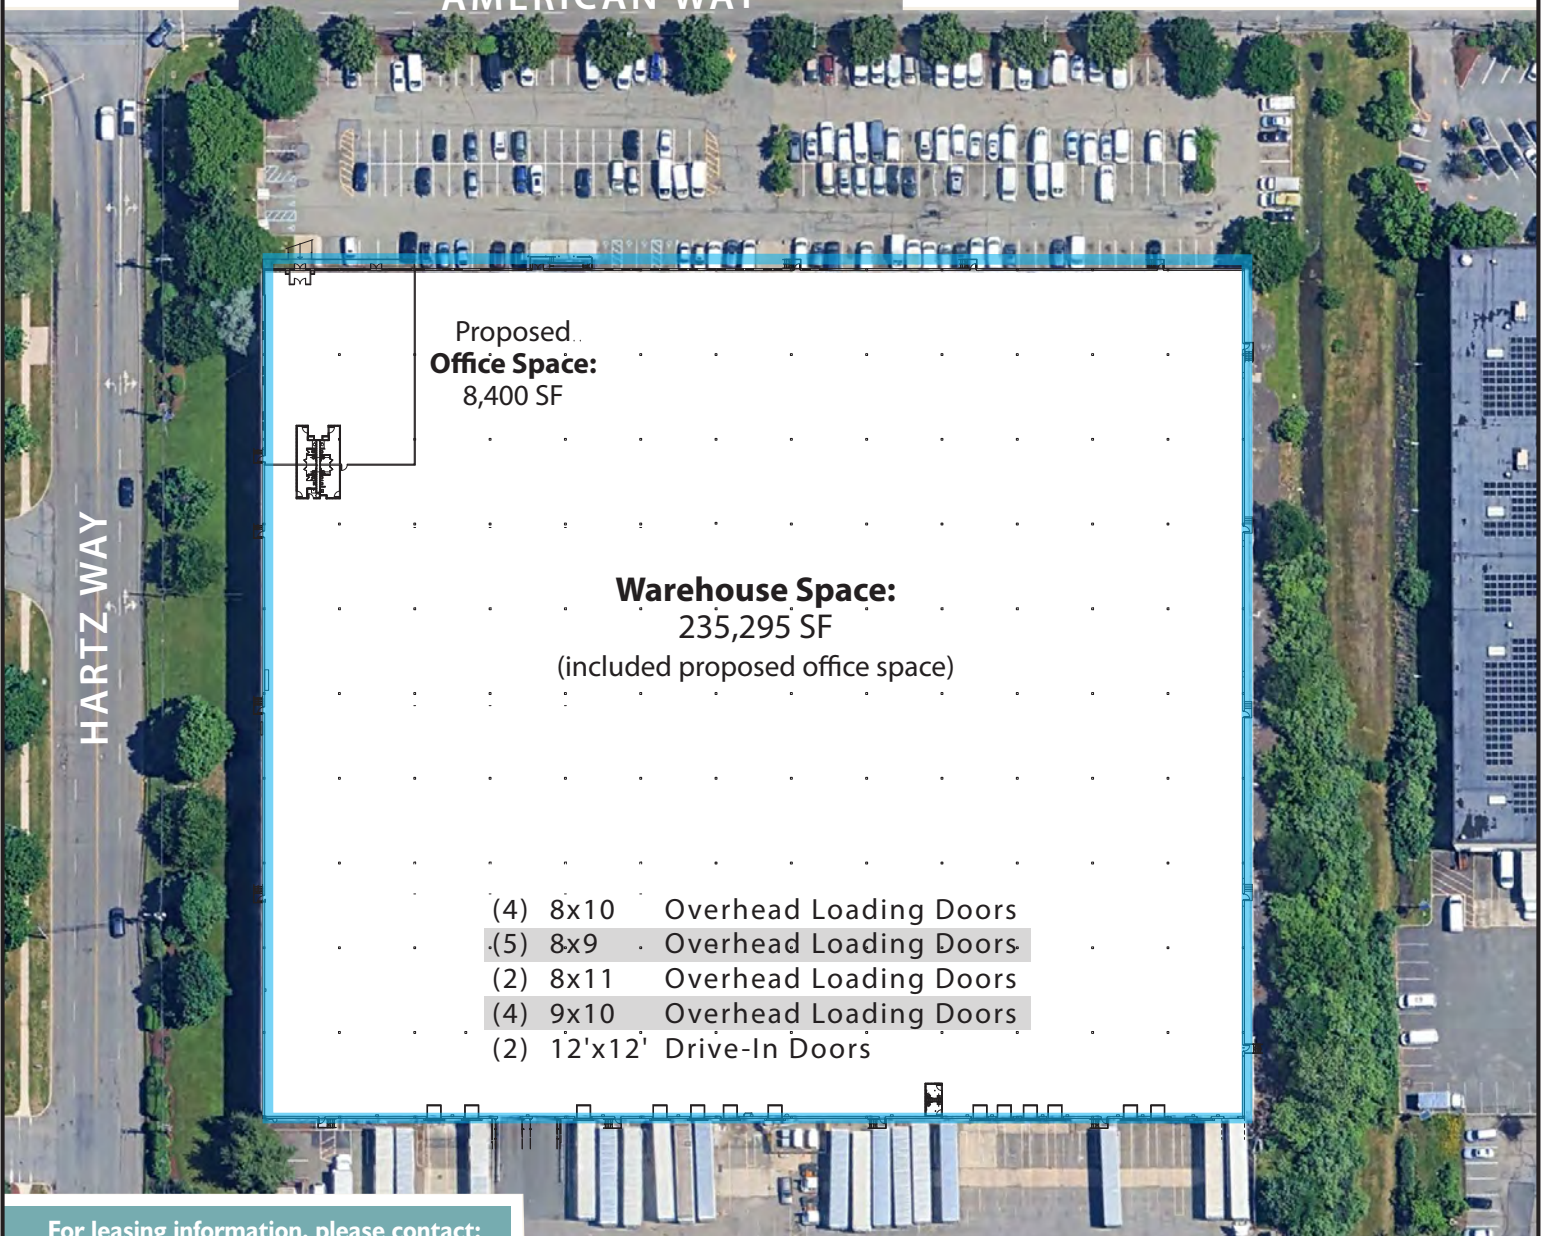 AMERICAN WAY
HARTZ WAY
Proposed
Office Space:
8,400 SF
Warehouse Space:
235,295 SF
(included proposed office space)
(4) 8x10 Overhead Loading Doors
(5) 8x9 Overhead Loading Doors
(2) 8x11 Overhead Loading Doors
(4) 9x10 Overhead Loading Doors
(2) 12'x12' Drive-In Doors
For leasing information, please contact: